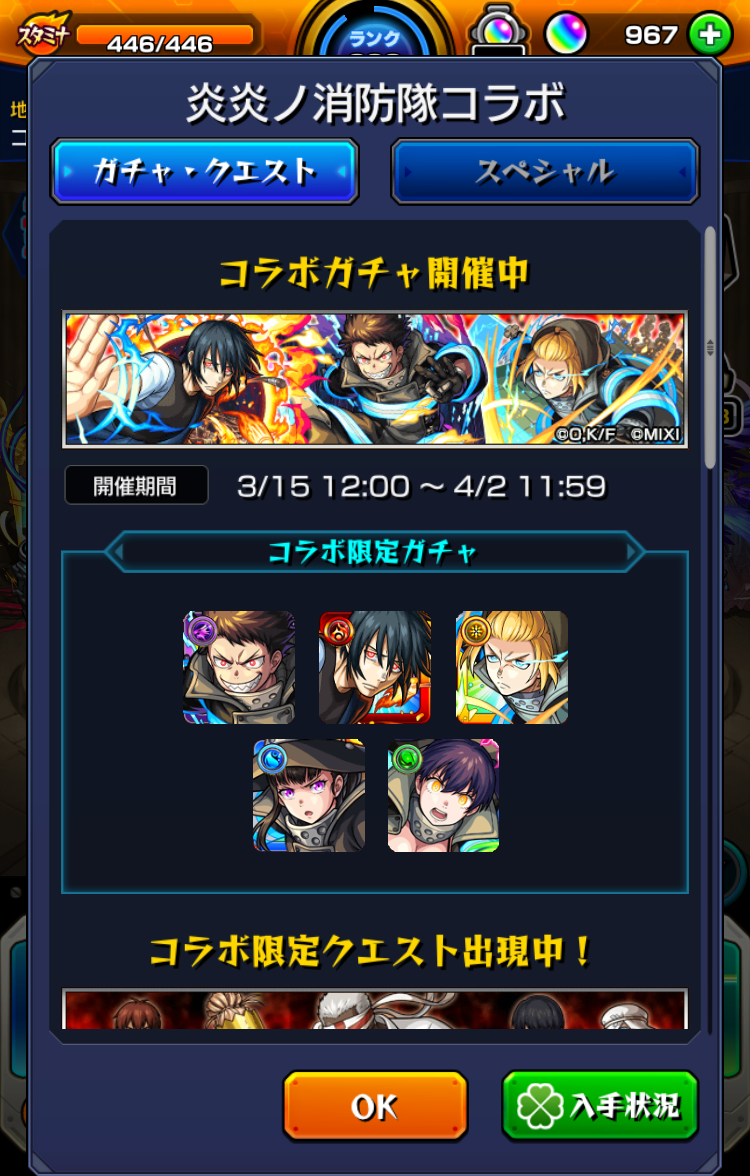 スタミナ
446/446
ランク
967
炎炎ノ消防隊コラボ
ガチャ・クエスト
スペシャル
コラボガチャ開催中
©O,K/F ©MIXI
開催期間
3/15 12:00 ～ 4/2 11:59
コラボ限定ガチャ
コラボ限定クエスト出現中！
OK
入手状況